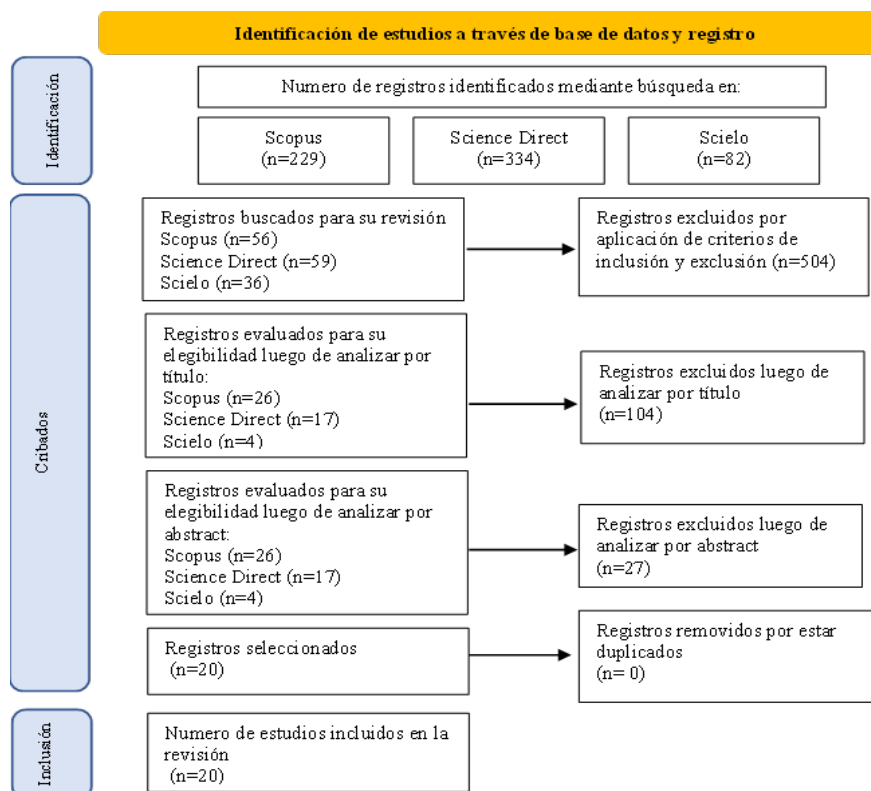 Identificación de estudios a través de base de datos y registro
Identificación
Numero de registros identificados mediante búsqueda en:
Scopus
(n=229)
Science Direct
(n=334)
Scielo
(n=82)
Cribados
Registros buscados para su revisión
Scopus (n=56)
Science Direct (n=59)
Scielo (n=36)
Registros excluidos por
aplicación de criterios de
inclusión y exclusión (n=504)
Registros evaluados para su
elegibilidad luego de analizar por
título:
Scopus (n=26)
Science Direct (n=17)
Scielo (n=4)
Registros excluidos luego de
analizar por título
(n=104)
Registros evaluados para su
elegibilidad luego de analizar por
abstract:
Scopus (n=26)
Science Direct (n=17)
Scielo (n=4)
Registros excluidos luego de
analizar por abstract
(n=27)
Registros seleccionados
(n=20)
Registros removidos por estar
duplicados
(n= 0)
Inclusión
Numero de estudios incluidos en la
revisión
(n=20)